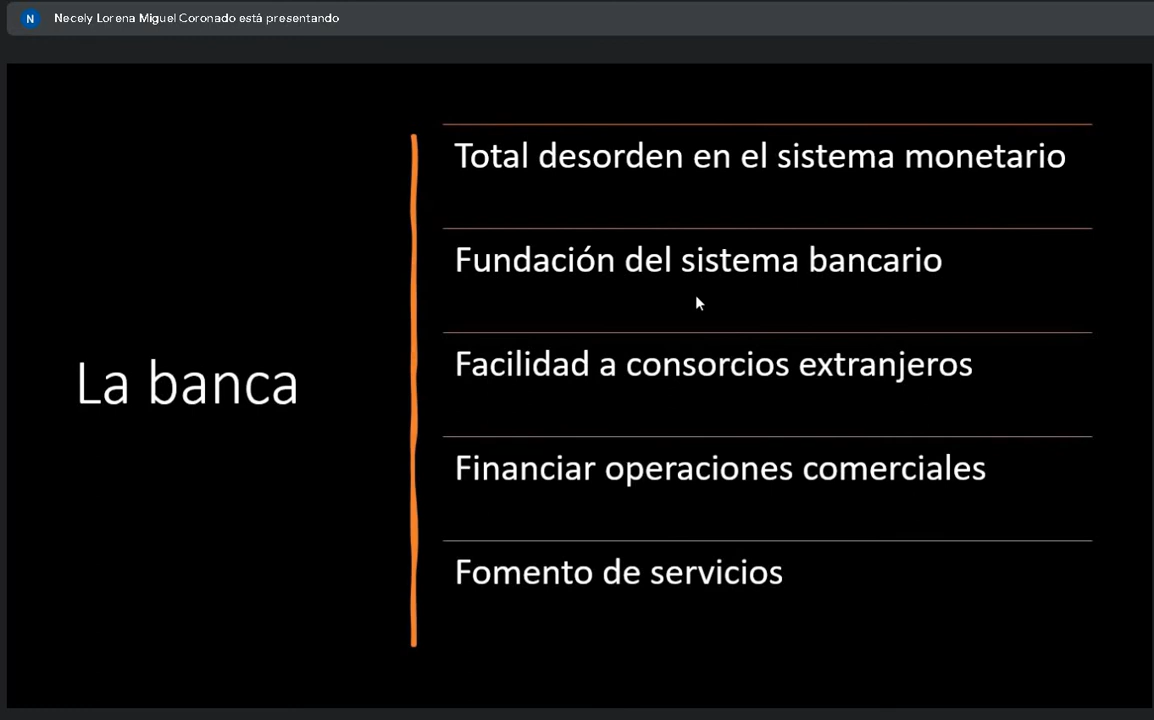 N Necely Lorena Miguel Coronado está presentando
La banca
Total desorden en el sistema monetario
Fundación del sistema bancario
Facilidad a consorcios extranjeros
Financiar operaciones comerciales
Fomento de servicios